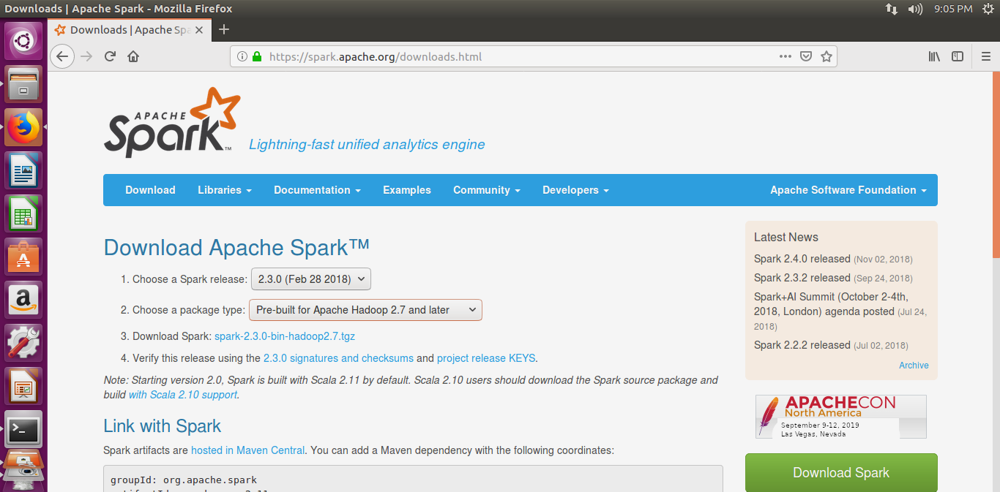 Downloads | Apache Spark - Mozilla Firefox
9:05 PM
Downloads | Apache Spa
https://spark.apache.org/downloads.html
APACHE
Spark™
Lightning-fast unified analytics engine
Download Libraries Documentation Examples Community Developers Apache Software Foundation
Download Apache Spark™
1. Choose a Spark release: 2.3.0 (Feb 28 2018)
2. Choose a package type: Pre-built for Apache Hadoop 2.7 and later
3. Download Spark: spark-2.3.0-bin-hadoop2.7.tgz
4. Verify this release using the 2.3.0 signatures and checksums and project release KEYS.
Note: Starting version 2.0, Spark is built with Scala 2.11 by default. Scala 2.10 users should download the Spark source package and
build with Scala 2.10 support.
Link with Spark
Spark artifacts are hosted in Maven Central. You can add a Maven dependency with the following coordinates:
groupId: org.apache.spark
Latest News
Spark 2.4.0 released (Nov 02, 2018)
Spark 2.3.2 released (Sep 24, 2018)
Spark+AI Summit (October 2-4th,
2018, London) agenda posted (Jul 24,
2018)
Spark 2.2.2 released (Jul 02, 2018)
Archive
APACHECON
North America
September 9-12, 2019
Las Vegas, Nevada
Download Spark